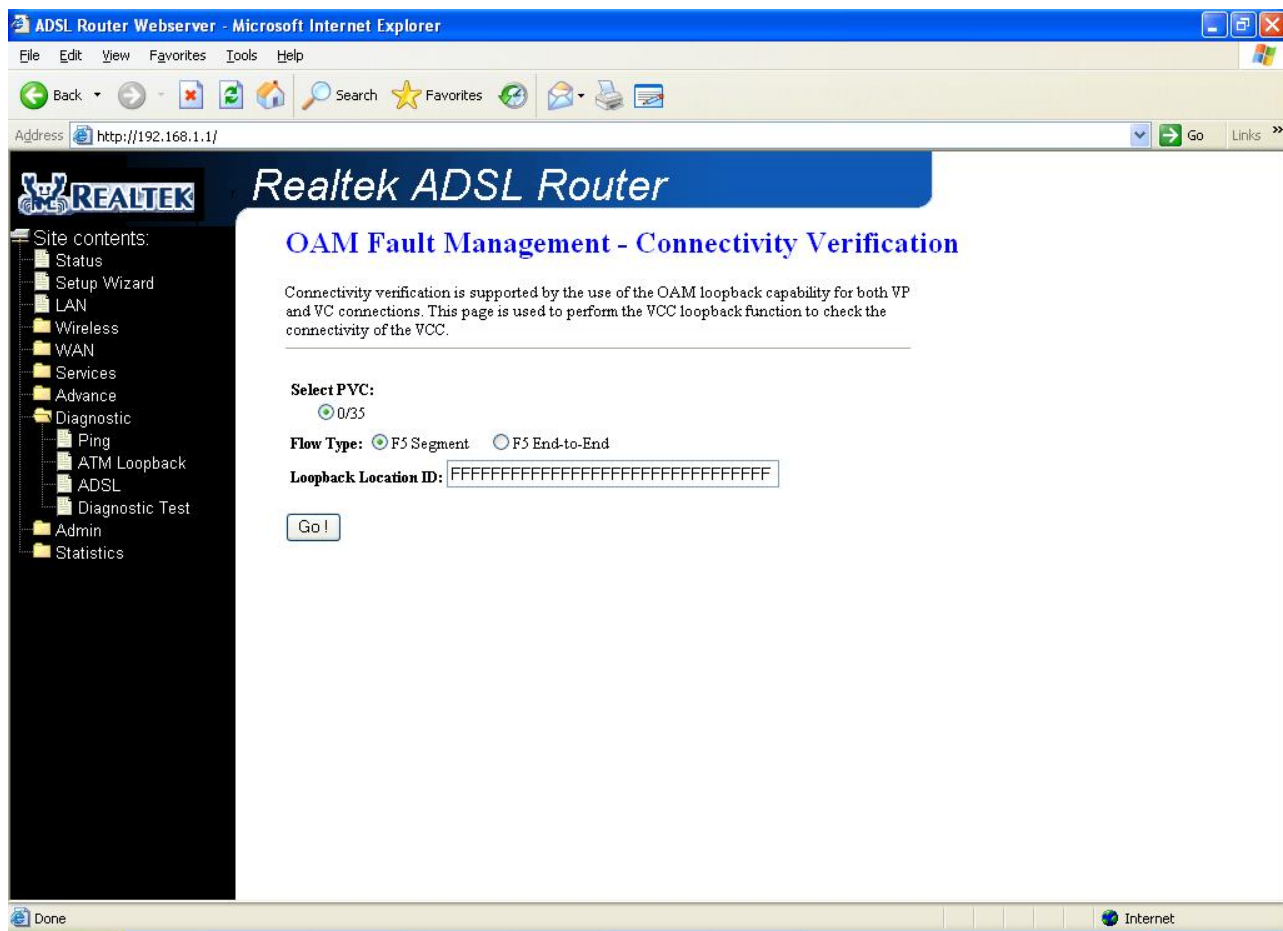 ADSL Router Webserver - Microsoft Internet Explorer
File Edit View Favorites Tools Help
Back Search Favorites
Address http://192.168.1.1/ Go Links »
REALTEK
Realtek ADSL Router
Site contents:
Status
Setup Wizard
LAN
Wireless
WAN
Services
Advance
Diagnostic
Ping
ATM Loopback
ADSL
Diagnostic Test
Admin
Statistics
OAM Fault Management - Connectivity Verification
Connectivity verification is supported by the use of the OAM loopback capability for both VP
and VC connections. This page is used to perform the VCC loopback function to check the
connectivity of the VCC.
Select PVC:
0/35
Flow Type: F5 Segment F5 End-to-End
Loopback Location ID: FFFFFFFFFFFFFFFFFFFFFFFFFFFFFFFF
Go !
Done Internet